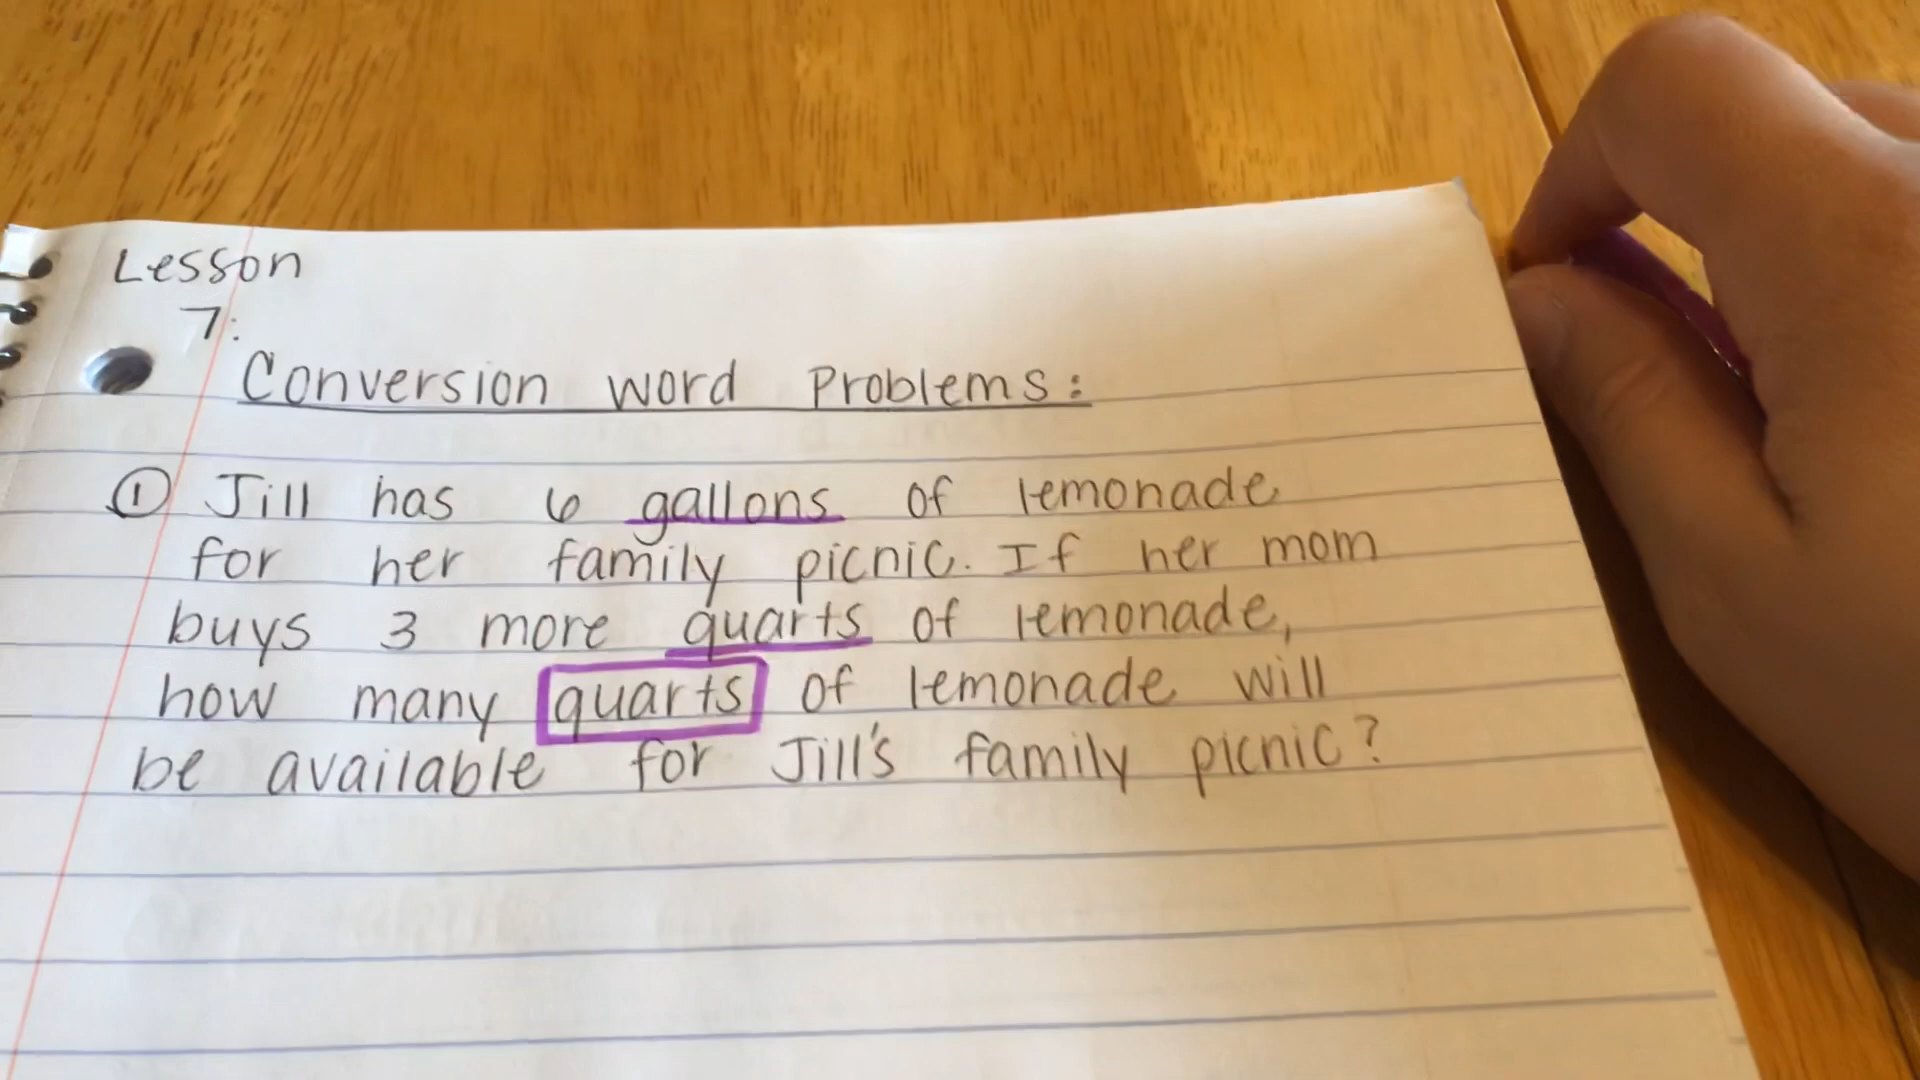 Lesson
7:
Conversion word Problems:
① Jill has 6 gallons of lemonade
for her family picnic. If her mom
buys 3 more quarts of lemonade,
how many quarts of lemonade will
be available for Jill's family picnic?